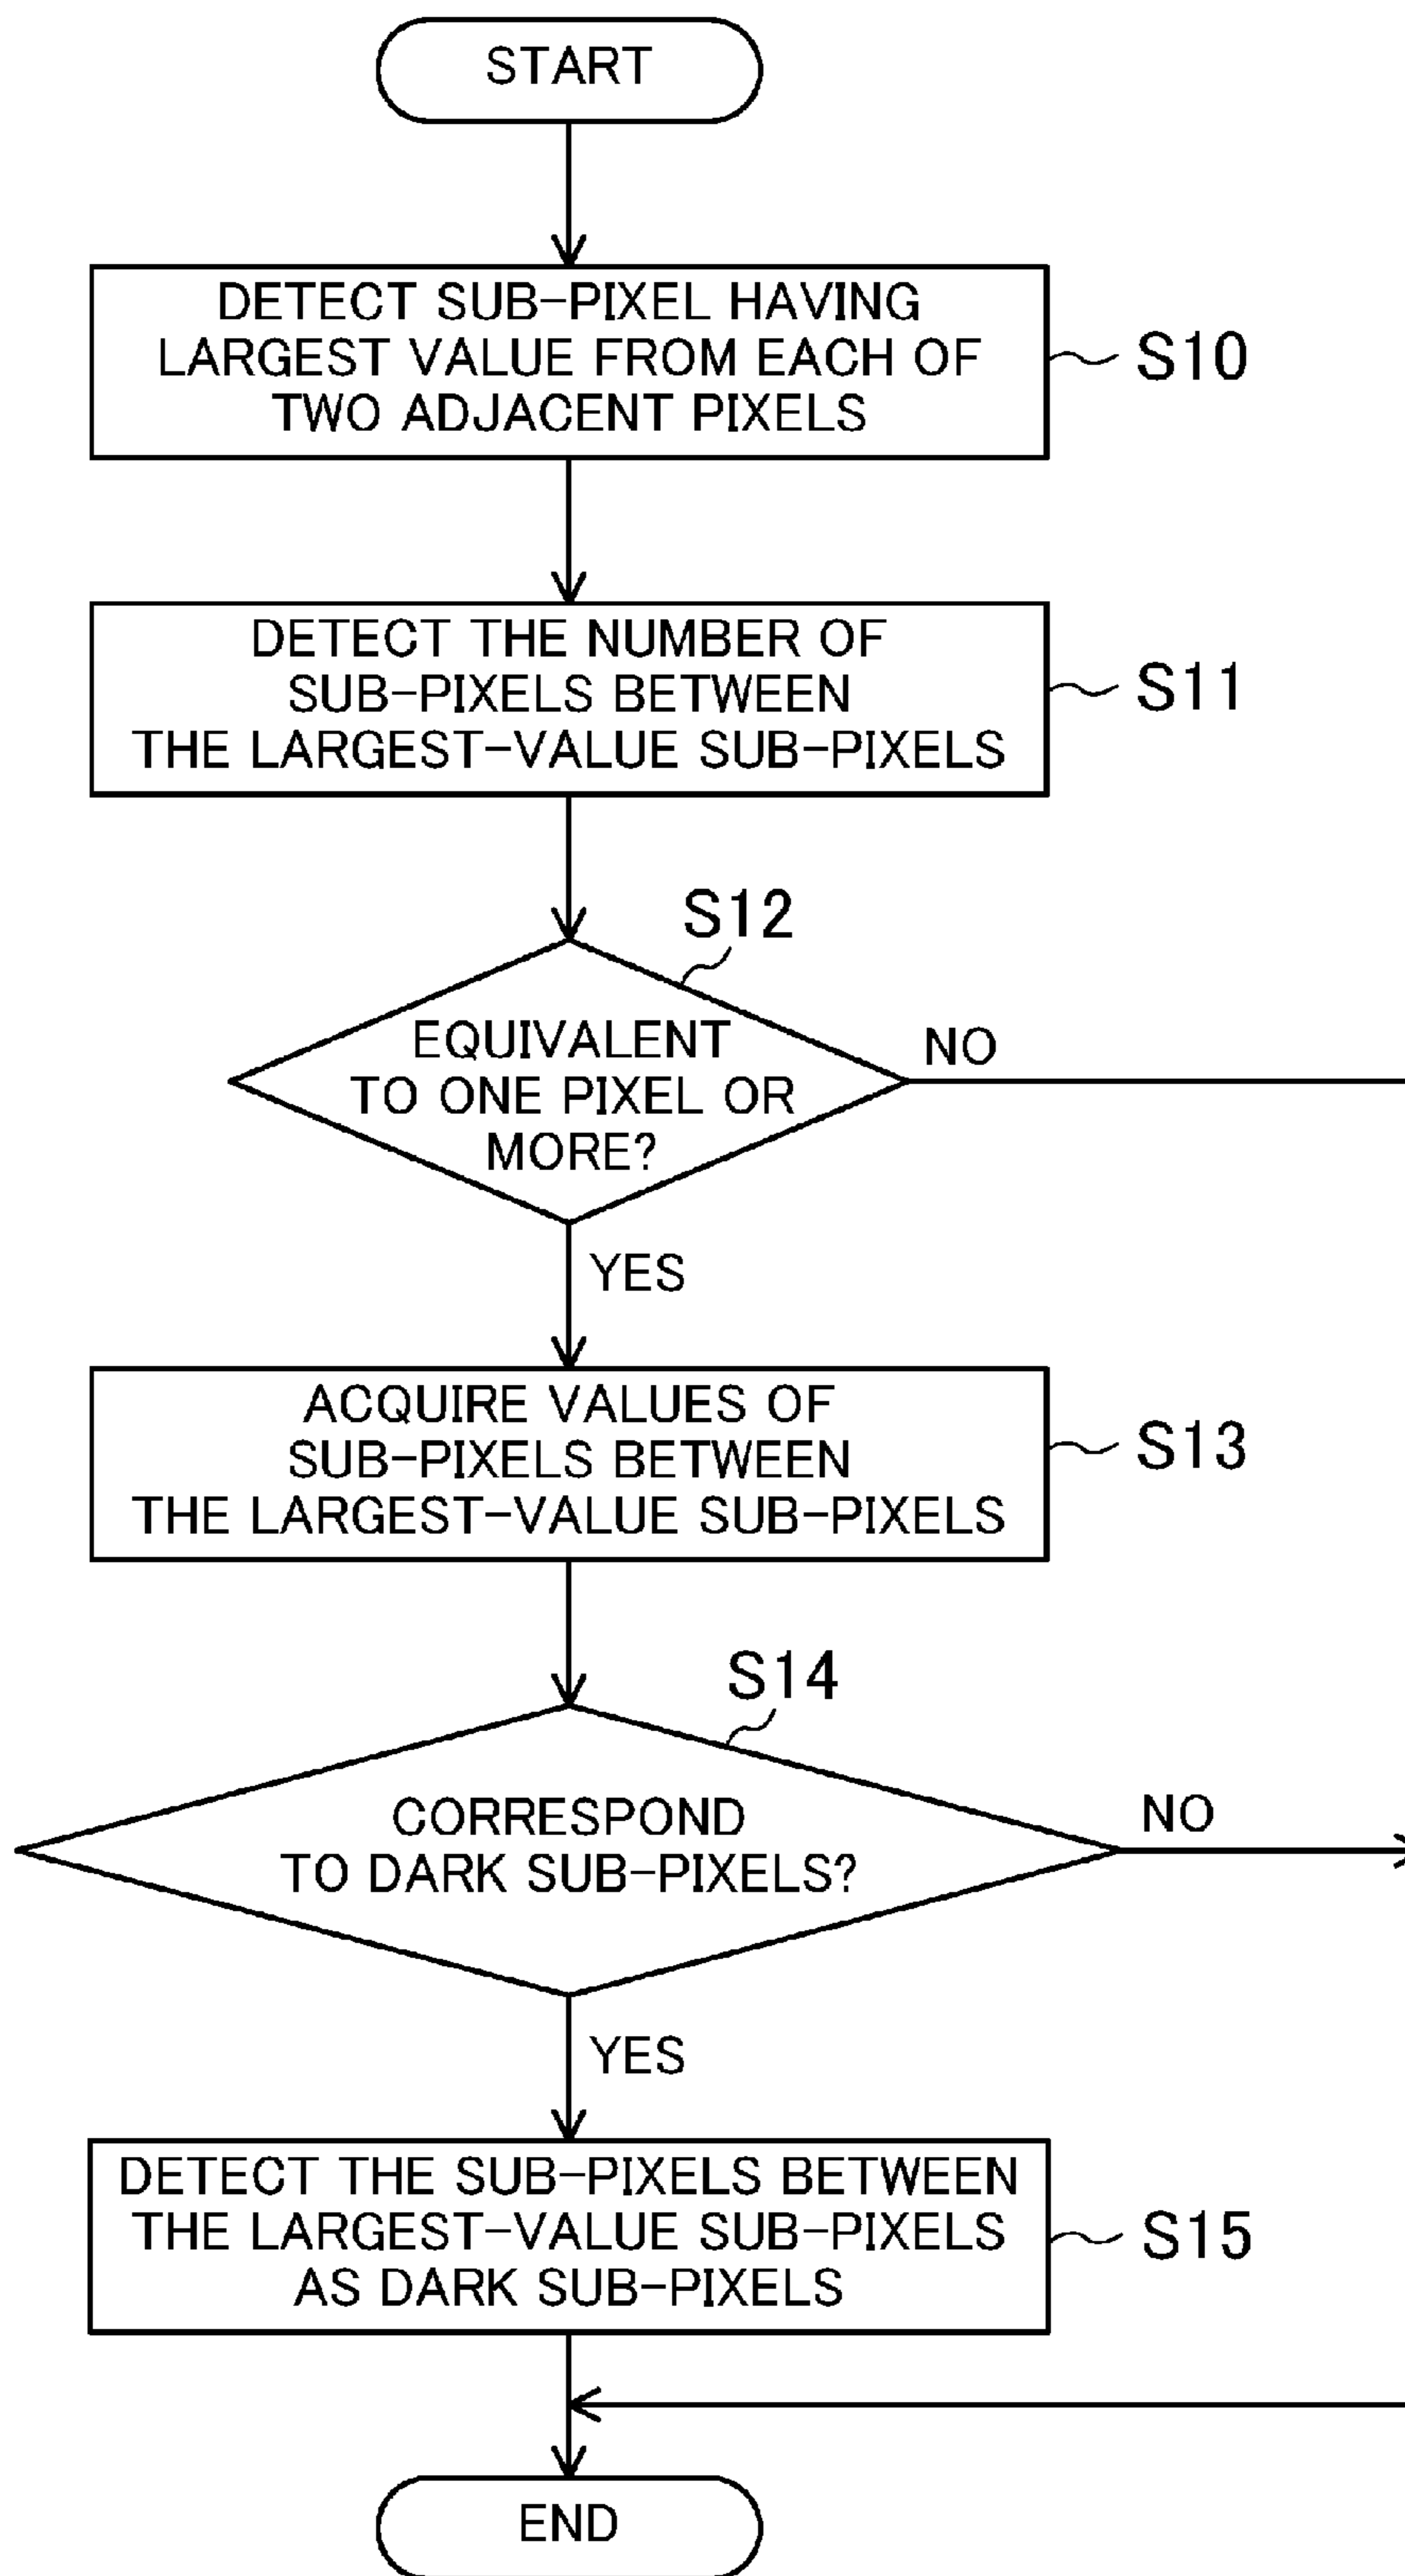 START
DETECT SUB-PIXEL HAVING
LARGEST VALUE FROM EACH OF
TWO ADJACENT PIXELS
S10
DETECT THE NUMBER OF
SUB-PIXELS BETWEEN
THE LARGEST-VALUE SUB-PIXELS
S11
S12
EQUIVALENT
TO ONE PIXEL OR
MORE?
NO
YES
ACQUIRE VALUES OF
SUB-PIXELS BETWEEN
THE LARGEST-VALUE SUB-PIXELS
S13
S14
CORRESPOND
TO DARK SUB-PIXELS?
NO
YES
DETECT THE SUB-PIXELS BETWEEN
THE LARGEST-VALUE SUB-PIXELS
AS DARK SUB-PIXELS
S15
END